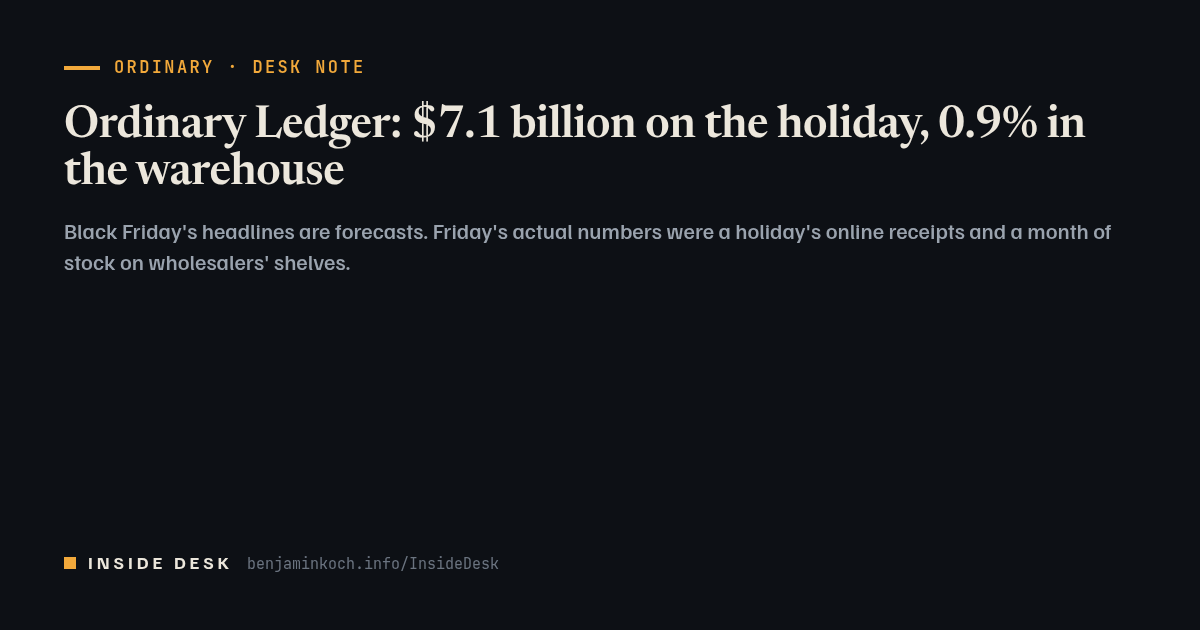 ORDINARY · DESK NOTE
Ordinary Ledger: $7.1 billion on the holiday, 0.9% in
the warehouse
Black Friday's headlines are forecasts. Friday's actual numbers were a holiday's online receipts and a month of
stock on wholesalers' shelves.
INSIDE DESK benjaminkoch.info/InsideDesk